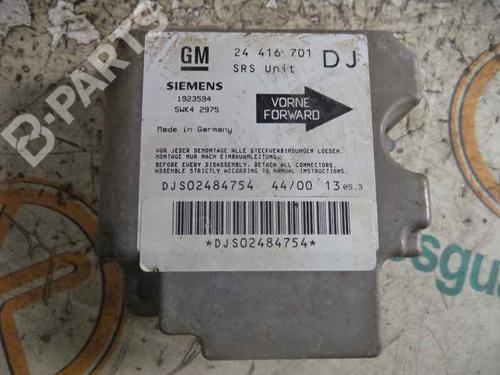 GM
24 416 701 DJ
SRS Unit
SIEMENS
1923594
5WK4 2975
VORNE
FORWARD
Made in Germany
VOR JEDER DEMONTAGE ALLE STECKVERBINDUNGEN LOESEN.
MONTAGE NUR NACH EINBAUANLEITUNG.
BEFORE EVERY DISASSEMBLY. DETACH ALL CONNECTORS.
ASSEMBLE STRICTLY ACCORDING TO MANUAL INSTRUCTIONS.
DJS02484754 44/00 13 05.3
*DJS02484754*
B-PARTS